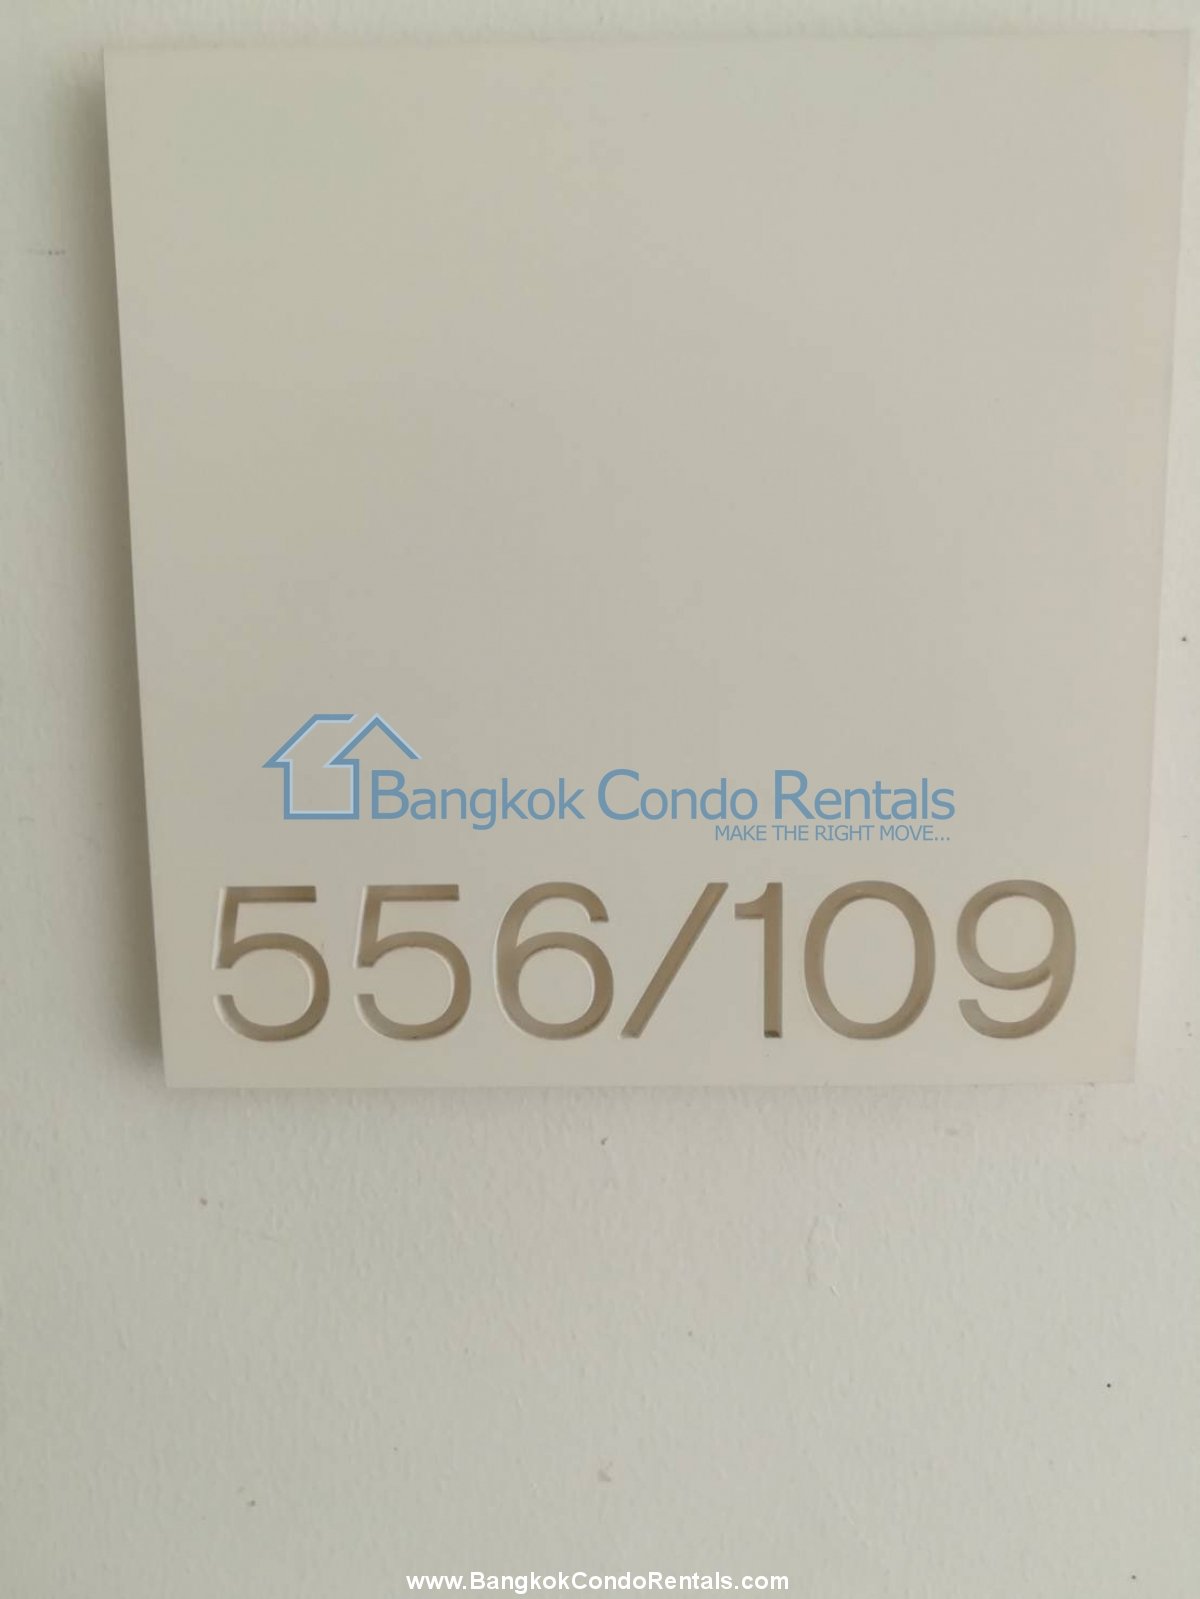 Bangkok Condo Rentals
MAKE THE RIGHT MOVE...
556/109
www.BangkokCondoRentals.com